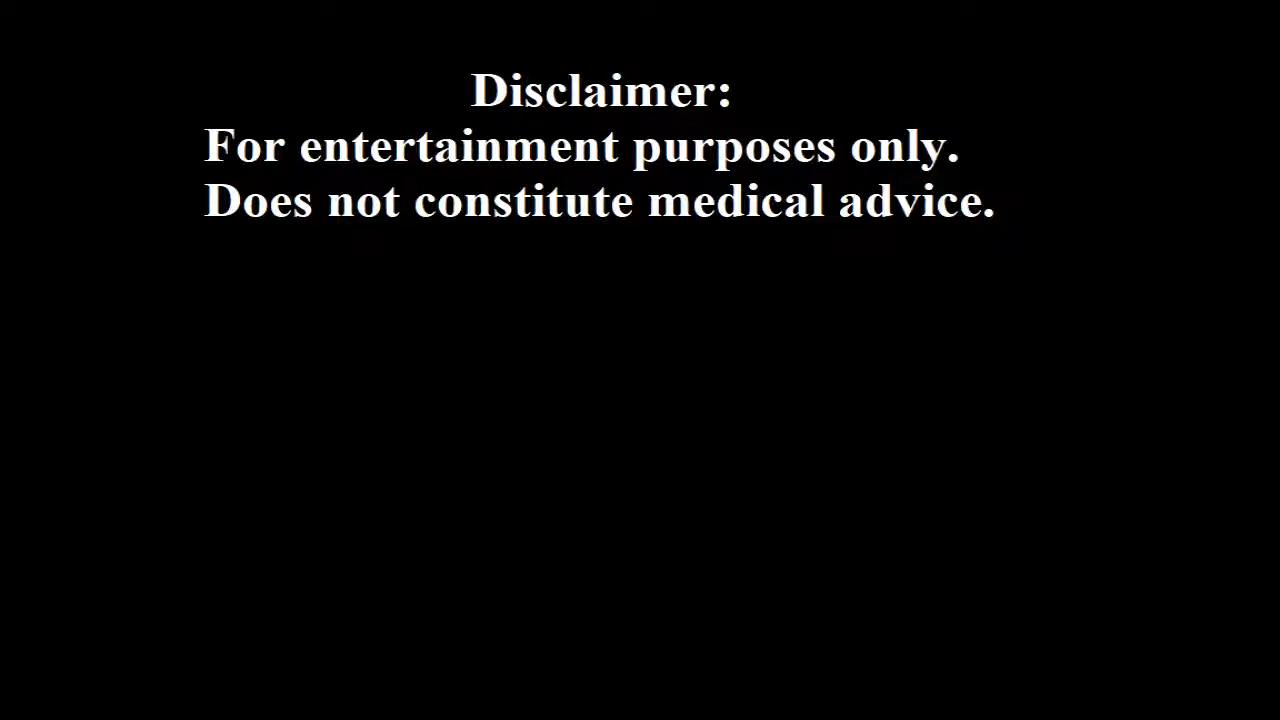 Disclaimer:
For entertainment purposes only.
Does not constitute medical advice.